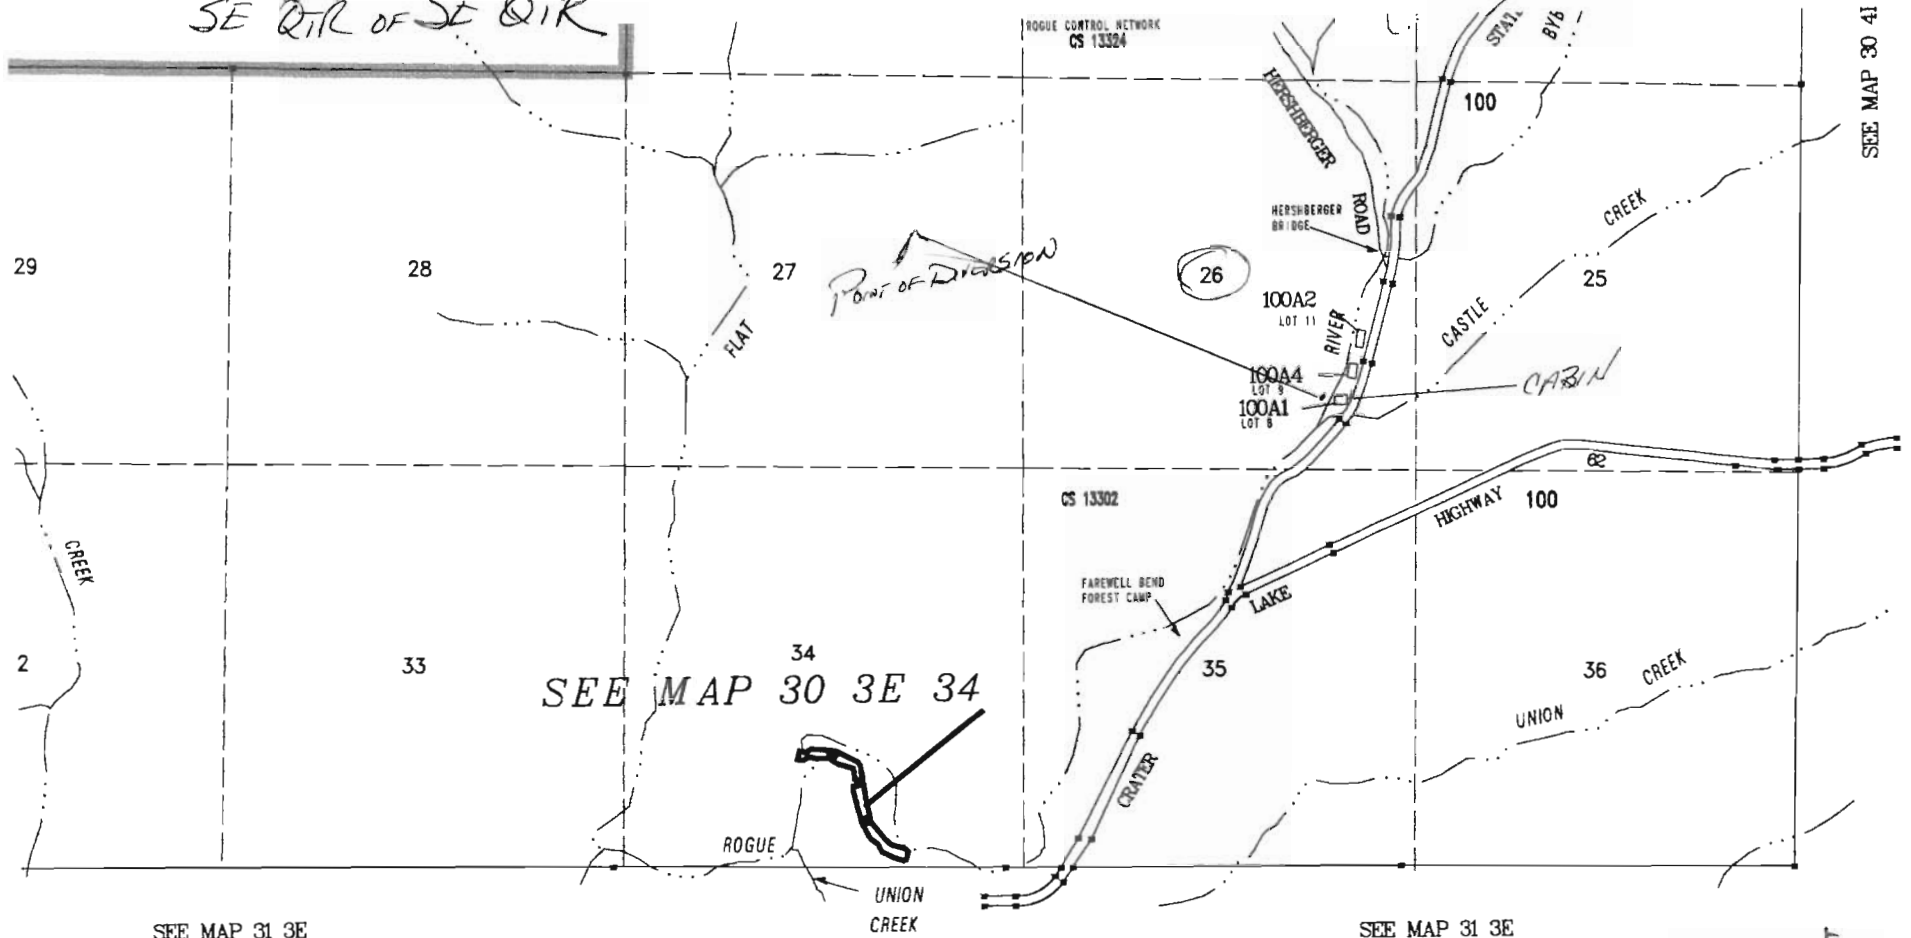 SE QTR OF SE QTR
ROGUE CONTROL NETWORK
CS 13324
SEE MAP 30 41
100
HERSHBERGER
ROAD
HERSHBERGER
BRIDGE
CREEK
29
28
27
POINT OF DIVERSION
26
25
100A2
LOT 11
RIVER
CASTLE
FLAT
100A4
LOT 9
100A1
LOT 8
CABIN
62
CS 13302
HIGHWAY
100
CREEK
FAREWELL BEND
FOREST CAMP
LAKE
2
33
34
35
36
SEE MAP 30 3E 34
CREEK
UNION
CRATER
ROGUE
UNION
CREEK
SEE MAP 31 3E
SEE MAP 31 3E